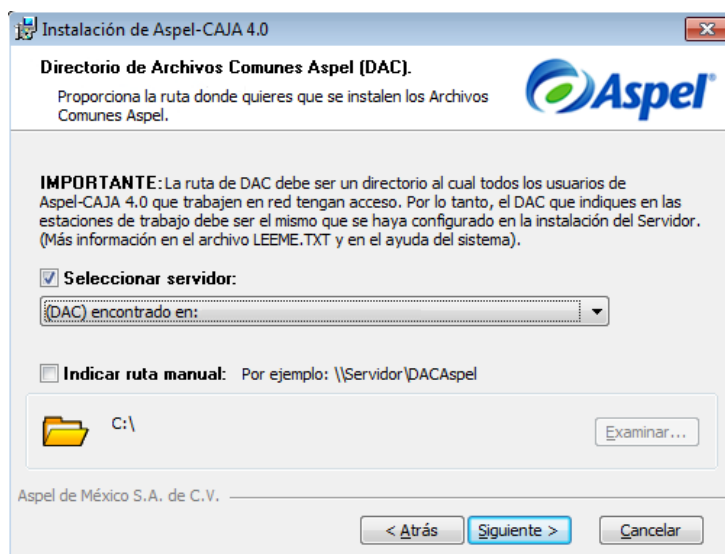 Instalación de Aspel-CAJA 4.0
Directorio de Archivos Comunes Aspel (DAC).
Aspel
Proporciona la ruta donde quieres que se instalen los Archivos
Comunes Aspel.
IMPORTANTE: La ruta de DAC debe ser un directorio al cual todos los usuarios de
Aspel-CAJA 4.0 que trabajen en red tengan acceso. Por lo tanto, el DAC que indiques en las
estaciones de trabajo debe ser el mismo que se haya configurado en la instalación del Servidor.
(Más información en el archivo LEEME.TXT y en el ayuda del sistema).
Seleccionar servidor:
(DAC) encontrado en:
Indicar ruta manual: Por ejemplo: \\Servidor\DACAspel
C:\
Examinar...
Aspel de México S.A. de C.V.
< Atrás
Siguiente >
Cancelar